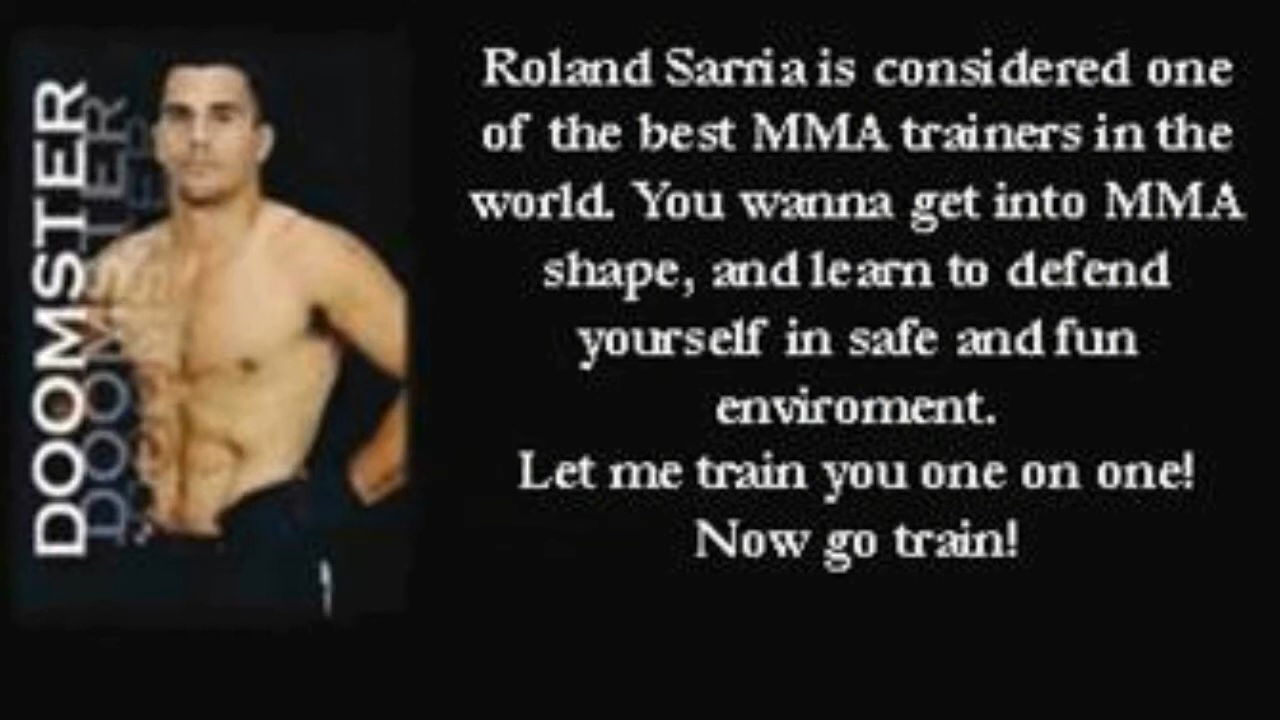 DOOMSTER
DOOMSTER
Roland Sarria is considered one
of the best MMA trainers in the
world. You wanna get into MMA
shape, and learn to defend
yourself in safe and fun
enviroment.
Let me train you one on one!
Now go train!